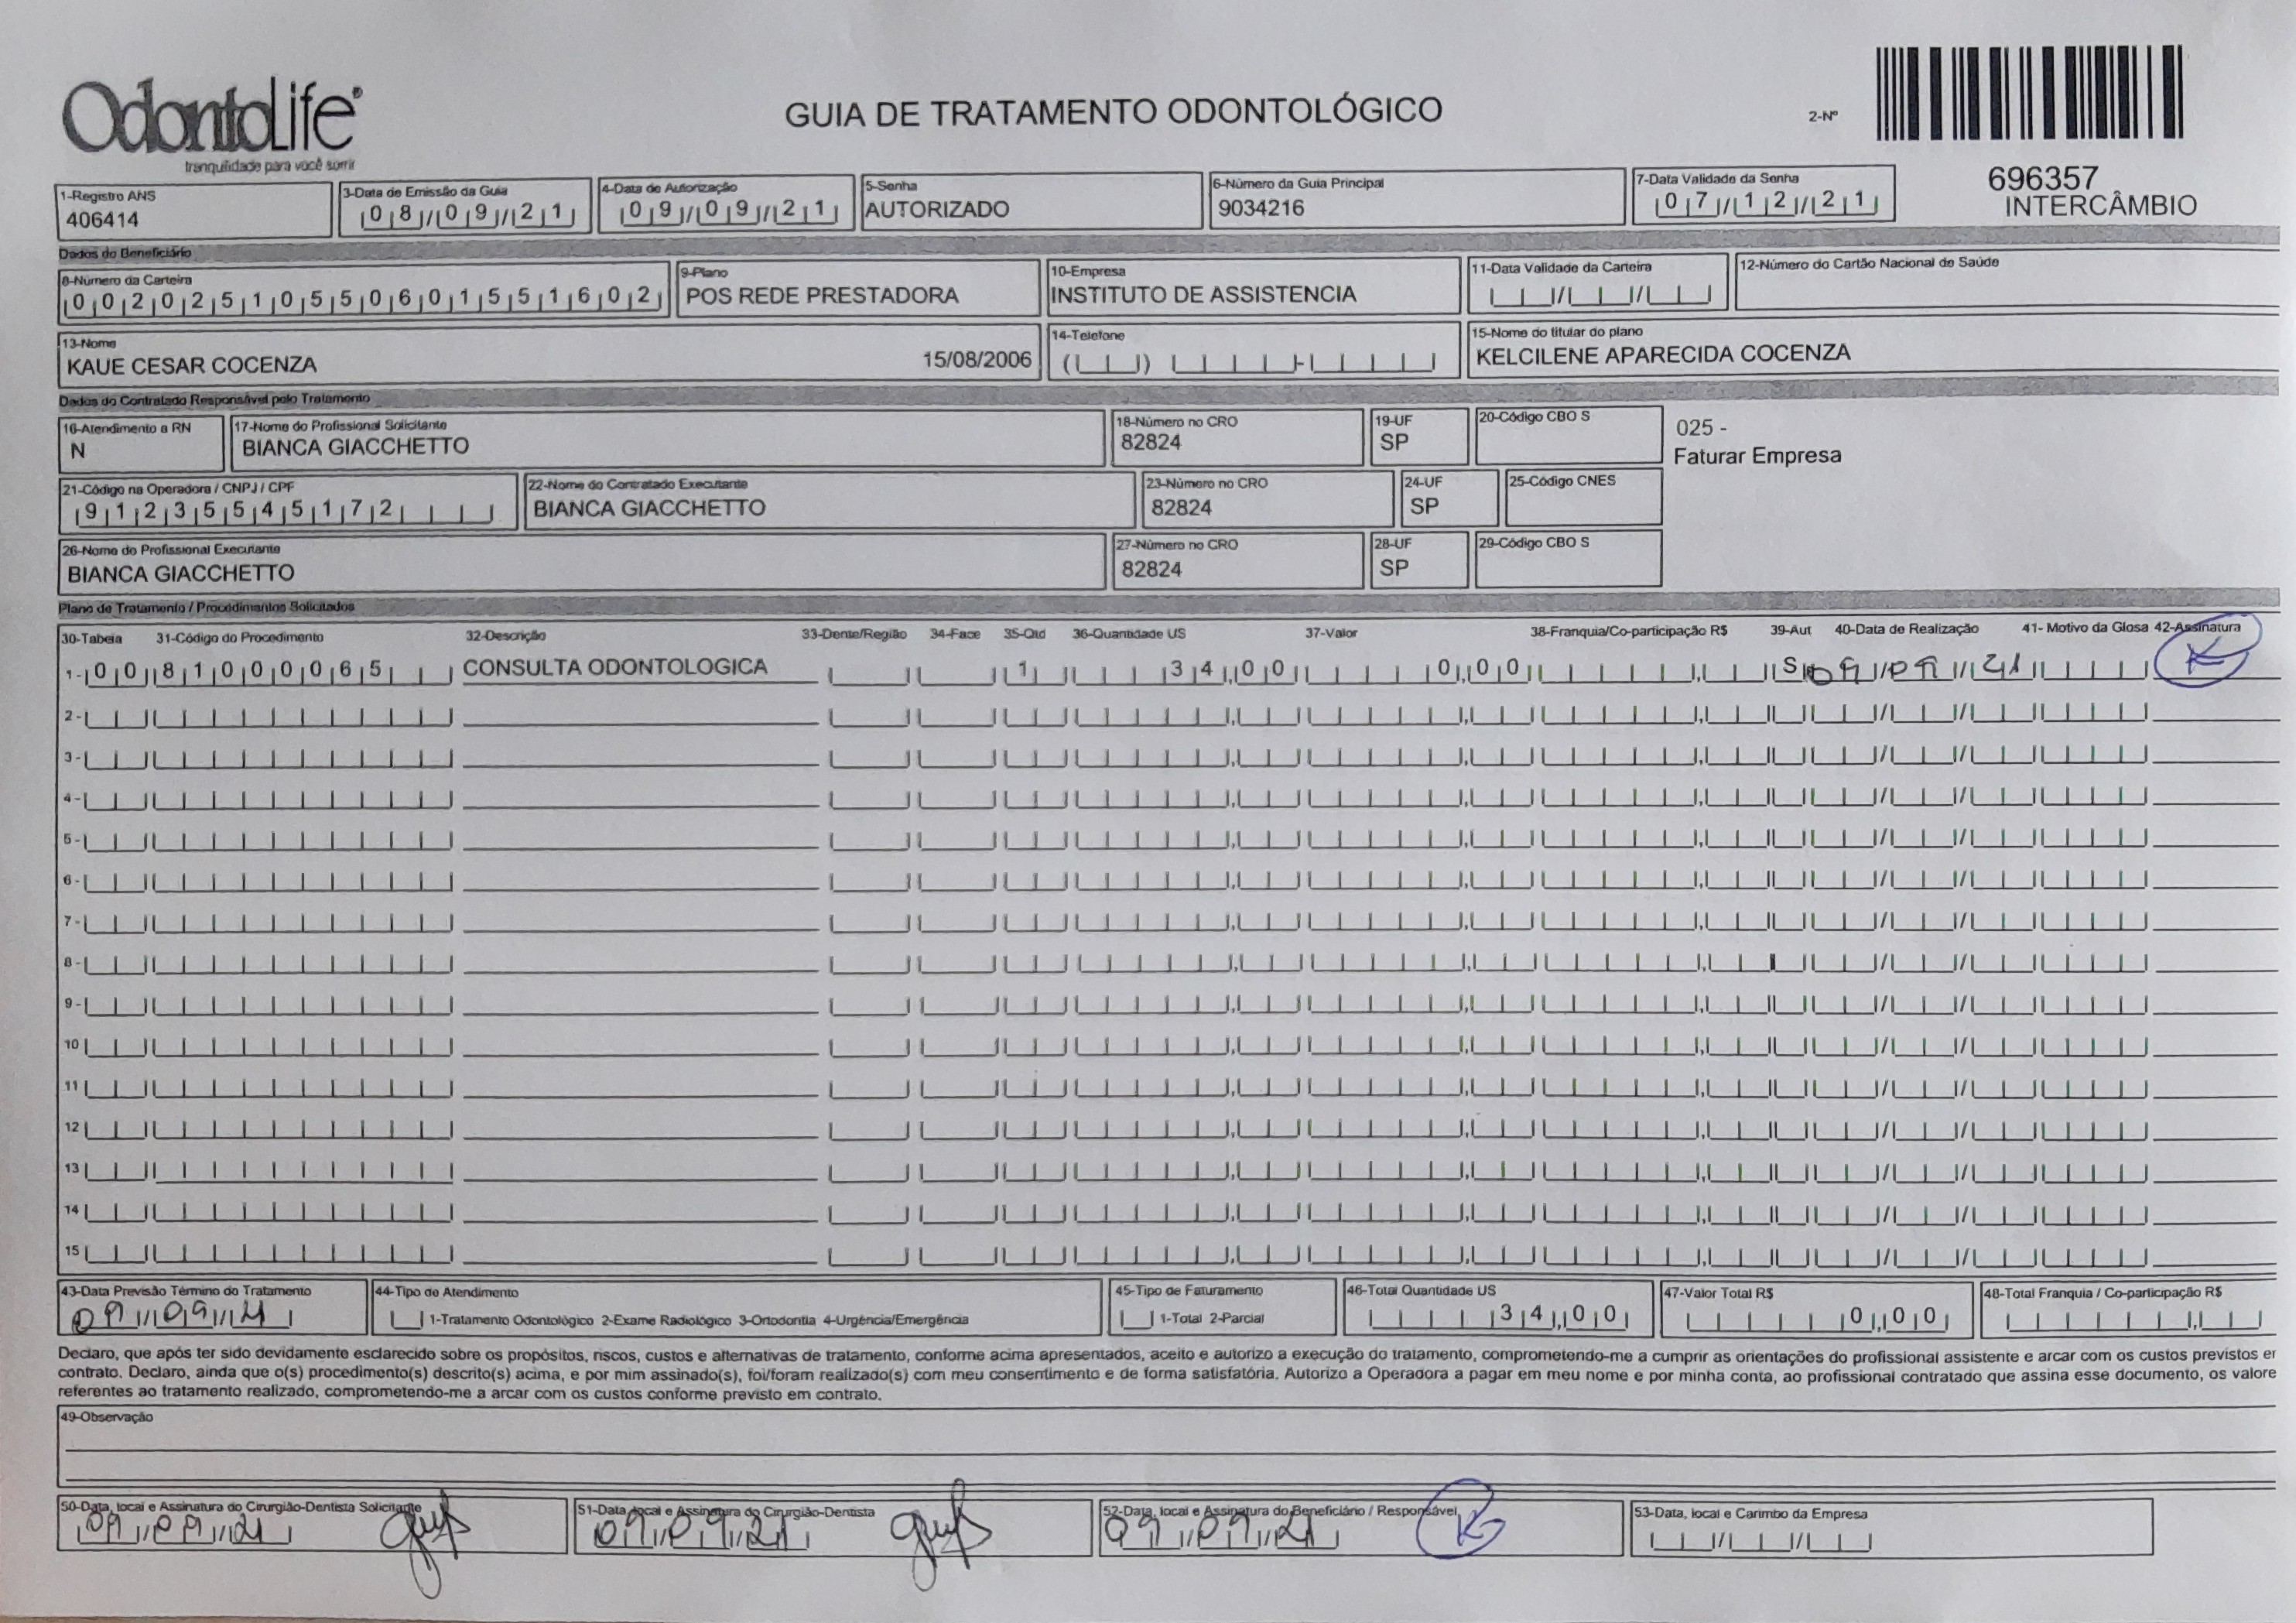 OdontoLife®
tranquilidade para você sorrir
GUIA DE TRATAMENTO ODONTOLÓGICO
2-Nº
696357
INTERCÂMBIO
1-Registro ANS
406414
3-Data de Emissão da Guia
08/09/21
4-Data de Autorização
09/09/21
5-Senha
AUTORIZADO
6-Número da Guia Principal
9034216
7-Data Validade da Senha
07/12/21
Dados do Beneficiário
8-Número da Carteira
00202510550601551602
9-Plano
POS REDE PRESTADORA
10-Empresa
INSTITUTO DE ASSISTENCIA
11-Data Validade da Carteira
12-Número do Cartão Nacional de Saúde
13-Nome
KAUE CESAR COCENZA 15/08/2006
14-Telefone
15-Nome do titular do plano
KELCILENE APARECIDA COCENZA
Dados do Contratado Responsável pelo Tratamento
16-Atendimento a RN
N
17-Nome do Profissional Solicitante
BIANCA GIACCHETTO
18-Número no CRO
82824
19-UF
SP
20-Código CBO S
025 -
Faturar Empresa
21-Código na Operadora / CNPJ / CPF
91235545172
22-Nome do Contratado Executante
BIANCA GIACCHETTO
23-Número no CRO
82824
24-UF
SP
25-Código CNES
26-Nome do Profissional Executante
BIANCA GIACCHETTO
27-Número no CRO
82824
28-UF
SP
29-Código CBO S
Plano de Tratamento / Procedimentos Solicitados
30-Tabela 31-Código do Procedimento 32-Descrição 33-Dente/Região 34-Face 35-Qtd 36-Quantidade US 37-Valor 38-Franquia/Co-participação R$ 39-Aut 40-Data de Realização 41- Motivo da Glosa 42-Assinatura
1- 00 81000065 CONSULTA ODONTOLOGICA 1 34,00 0,00 S 09/09/21
2-
3-
4-
5-
6-
7-
8-
9-
10
11
12
13
14
15
43-Data Previsão Término do Tratamento
09/09/21
44-Tipo de Atendimento
1-Tratamento Odontológico 2-Exame Radiológico 3-Ortodontia 4-Urgência/Emergência
45-Tipo de Faturamento
1-Total 2-Parcial
46-Total Quantidade US
34,00
47-Valor Total R$
0,00
48-Total Franquia / Co-participação R$
Declaro, que após ter sido devidamente esclarecido sobre os propósitos, riscos, custos e alternativas de tratamento, conforme acima apresentados, aceito e autorizo a execução do tratamento, comprometendo-me a cumprir as orientações do profissional assistente e arcar com os custos previstos er
contrato. Declaro, ainda que o(s) procedimento(s) descrito(s) acima, e por mim assinado(s), foi/foram realizado(s) com meu consentimento e de forma satisfatória. Autorizo a Operadora a pagar em meu nome e por minha conta, ao profissional contratado que assina esse documento, os valore
referentes ao tratamento realizado, comprometendo-me a arcar com os custos conforme previsto em contrato.
49-Observação
50-Data, local e Assinatura do Cirurgião-Dentista Solicitante
09/09/21
51-Data, local e Assinatura do Cirurgião-Dentista
09/09/21
52-Data, local e Assinatura do Beneficiário / Responsável
09/09/21
53-Data, local e Carimbo da Empresa